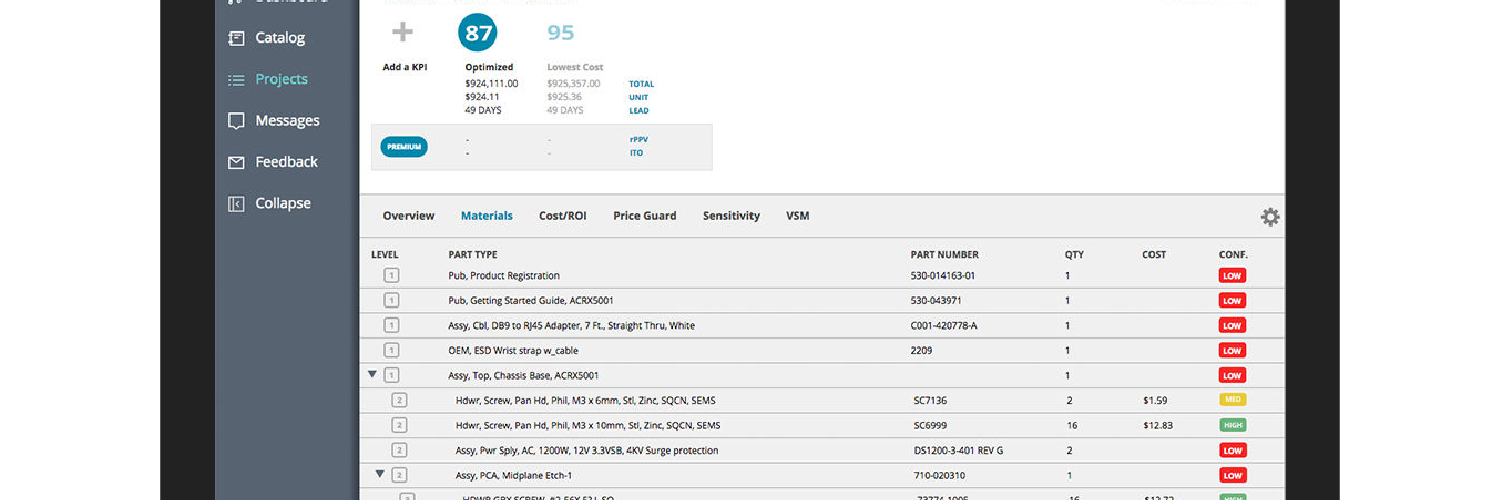 Dashboard
Catalog
Projects
Messages
Feedback
Collapse
87 95
Add a KPI Optimized Lowest Cost
$924,111.00 $925,357.00 TOTAL
$924.11 $925.36 UNIT
49 DAYS 49 DAYS LEAD
PREMIUM - - rPPV
- - ITO
Overview Materials Cost/ROI Price Guard Sensitivity VSM
LEVEL PART TYPE PART NUMBER QTY COST CONF.
1 Pub, Product Registration 530-014163-01 1 LOW
1 Pub, Getting Started Guide, ACRX5001 530-043971 1 LOW
1 Assy, Cbl, DB9 to RJ45 Adapter, 7 Ft., Straight Thru, White C001-420778-A 1 LOW
1 OEM, ESD Wrist strap w_cable 2209 1 LOW
1 Assy, Top, Chassis Base, ACRX5001 1 LOW
2 Hdwr, Screw, Pan Hd, Phil, M3 x 6mm, Stl, Zinc, SQCN, SEMS SC7136 2 $1.59 MED
2 Hdwr, Screw, Pan Hd, Phil, M3 x 10mm, Stl, Zinc, SQCN, SEMS SC6999 16 $12.83 HIGH
2 Assy, Pwr Sply, AC, 1200W, 12V 3.3VSB, 4KV Surge protection IDS1200-3-401 REV G 2 LOW
2 Assy, PCA, Midplane Etch-1 710-020310 1 LOW